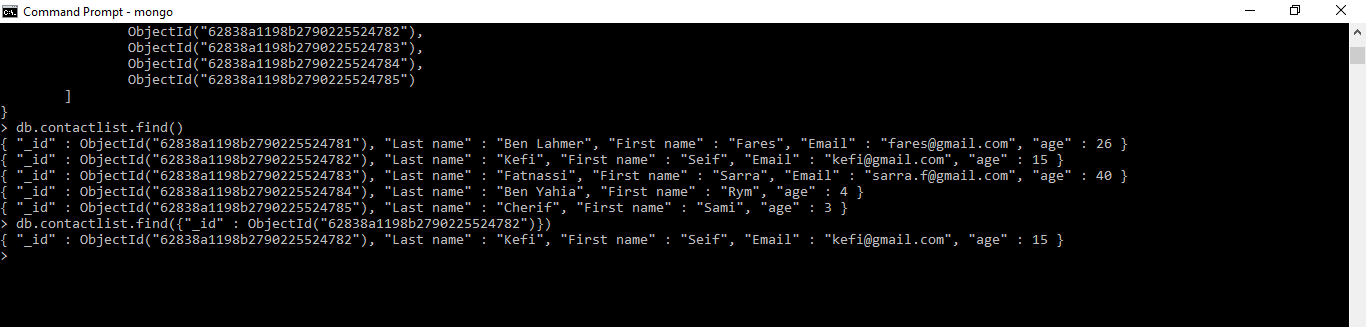 Command Prompt - mongo
ObjectId("62838a1198b2790225524782"),
ObjectId("62838a1198b2790225524783"),
ObjectId("62838a1198b2790225524784"),
ObjectId("62838a1198b2790225524785")
]
}
> db.contactlist.find()
{ "_id" : ObjectId("62838a1198b2790225524781"), "Last name" : "Ben Lahmer", "First name" : "Fares", "Email" : "fares@gmail.com", "age" : 26 }
{ "_id" : ObjectId("62838a1198b2790225524782"), "Last name" : "Kefi", "First name" : "Seif", "Email" : "kefi@gmail.com", "age" : 15 }
{ "_id" : ObjectId("62838a1198b2790225524783"), "Last name" : "Fatnassi", "First name" : "Sarra", "Email" : "sarra.f@gmail.com", "age" : 40 }
{ "_id" : ObjectId("62838a1198b2790225524784"), "Last name" : "Ben Yahia", "First name" : "Rym", "age" : 4 }
{ "_id" : ObjectId("62838a1198b2790225524785"), "Last name" : "Cherif", "First name" : "Sami", "age" : 3 }
> db.contactlist.find({"_id" : ObjectId("62838a1198b2790225524782")})
{ "_id" : ObjectId("62838a1198b2790225524782"), "Last name" : "Kefi", "First name" : "Seif", "Email" : "kefi@gmail.com", "age" : 15 }
>